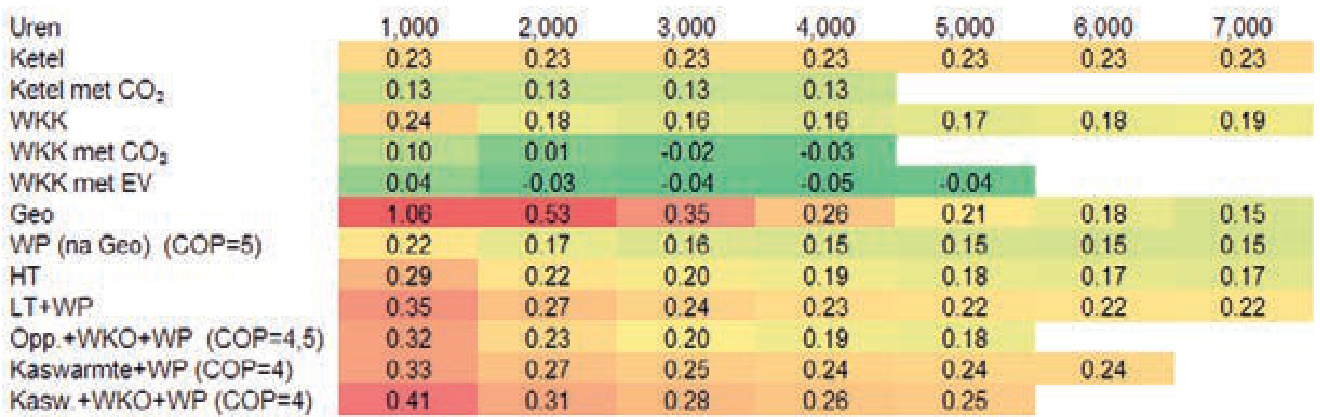 Uren 1,000 2,000 3,000 4,000 5,000 6,000 7,000
Ketel 0.23 0.23 0.23 0.23 0.23 0.23 0.23
Ketel met CO₂ 0.13 0.13 0.13 0.13
WKK 0.24 0.18 0.16 0.16 0.17 0.18 0.19
WKK met CO₂ 0.10 0.01 -0.02 -0.03
WKK met EV 0.04 -0.03 -0.04 -0.05 -0.04
Geo 1.06 0.53 0.35 0.26 0.21 0.18 0.15
WP (na Geo) (COP=5) 0.22 0.17 0.16 0.15 0.15 0.15 0.15
HT 0.29 0.22 0.20 0.19 0.18 0.17 0.17
LT+WP 0.35 0.27 0.24 0.23 0.22 0.22 0.22
Opp.+WKO+WP (COP=4,5) 0.32 0.23 0.20 0.19 0.18
Kaswarmte+WP (COP=4) 0.33 0.27 0.25 0.24 0.24 0.24
Kasw.+WKO+WP (COP=4) 0.41 0.31 0.28 0.26 0.25